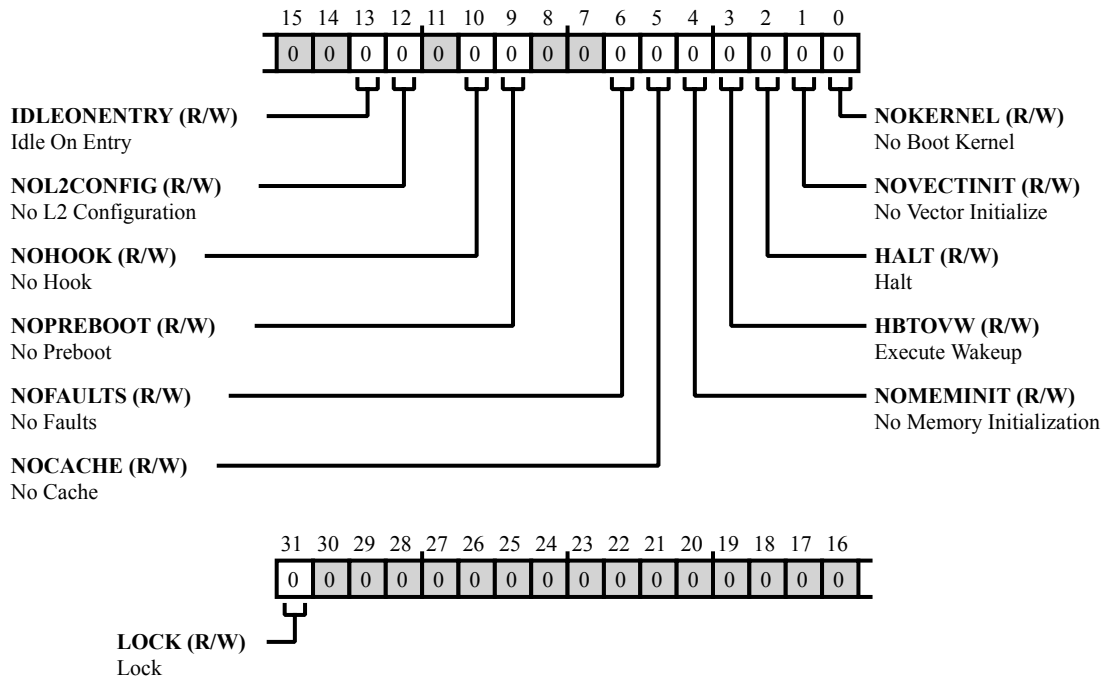 15 14 13 12 11 10 9 8 7 6 5 4 3 2 1 0
0 0 0 0 0 0 0 0 0 0 0 0 0 0 0 0
IDLEONENTRY (R/W)
Idle On Entry
NOL2CONFIG (R/W)
No L2 Configuration
NOHOOK (R/W)
No Hook
NOPREBOOT (R/W)
No Preboot
NOFAULTS (R/W)
No Faults
NOCACHE (R/W)
No Cache
NOKERNEL (R/W)
No Boot Kernel
NOVECTINIT (R/W)
No Vector Initialize
HALT (R/W)
Halt
HBTOVW (R/W)
Execute Wakeup
NOMEMINIT (R/W)
No Memory Initialization
31 30 29 28 27 26 25 24 23 22 21 20 19 18 17 16
0 0 0 0 0 0 0 0 0 0 0 0 0 0 0 0
LOCK (R/W)
Lock